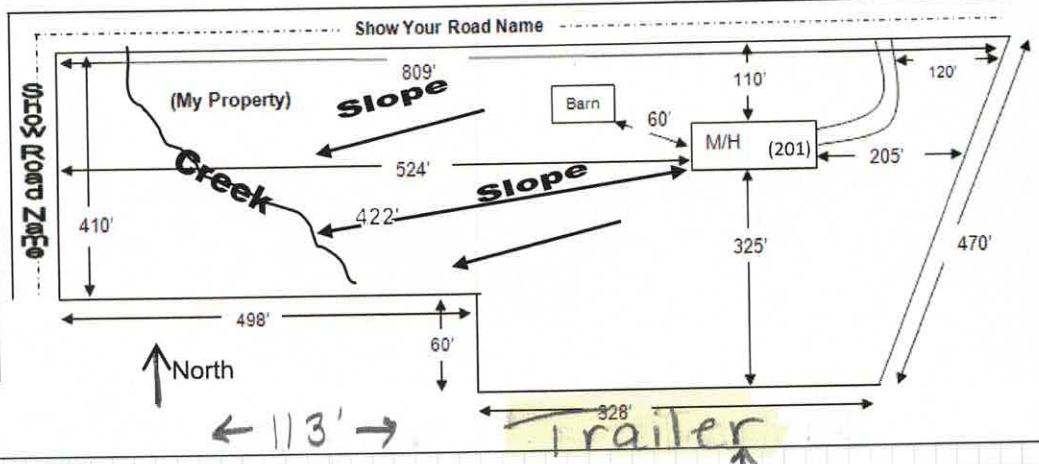 Show Your Road Name
Show Road Name
809'
110'
120'
(My Property)
Slope
Barn
60'
M/H
(201)
Creek
524'
Slope
205'
410'
422'
325'
470'
498'
60'
North
328'
← 113' →
Trailer